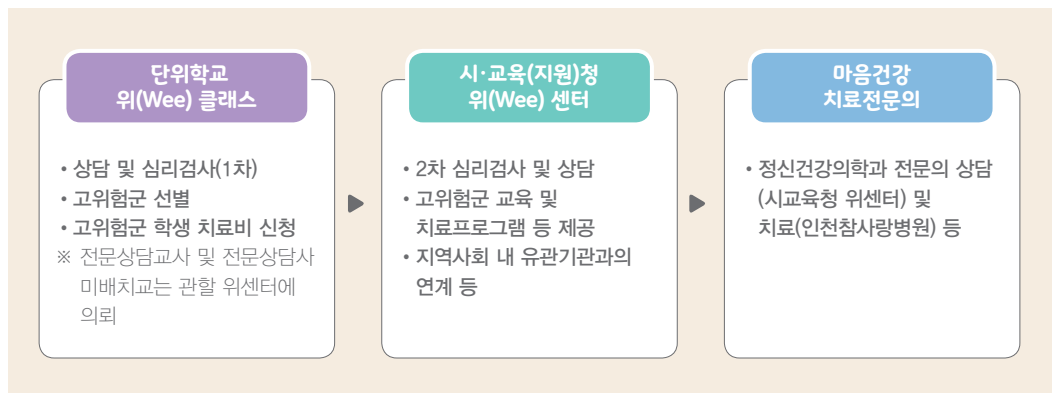 단위학교
위(Wee) 클래스
• 상담 및 심리검사(1차)
• 고위험군 선별
• 고위험군 학생 치료비 신청
※ 전문상담교사 및 전문상담사
미배치교는 관할 위센터에
의뢰
시·교육(지원)청
위(Wee) 센터
• 2차 심리검사 및 상담
• 고위험군 교육 및
치료프로그램 등 제공
• 지역사회 내 유관기관과의
연계 등
마음건강
치료전문의
• 정신건강의학과 전문의 상담
(시교육청 위센터) 및
치료(인천참사랑병원) 등